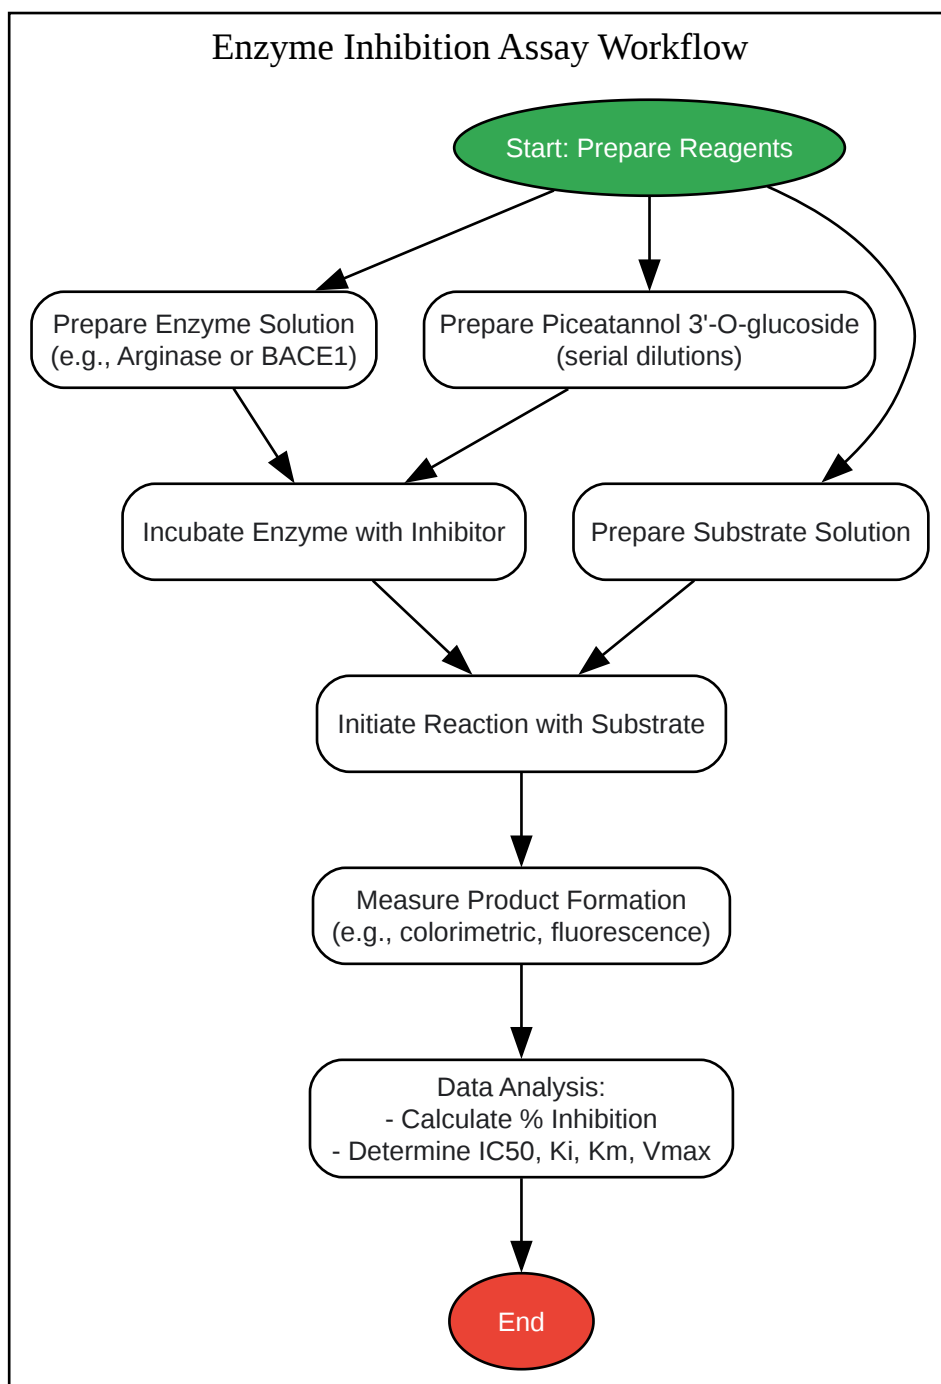 Enzyme Inhibition Assay Workflow
Start: Prepare Reagents
Prepare Enzyme Solution
(e.g., Arginase or BACE1)
Prepare Piceatannol 3'-O-glucoside
(serial dilutions)
Incubate Enzyme with Inhibitor
Prepare Substrate Solution
Initiate Reaction with Substrate
Measure Product Formation
(e.g., colorimetric, fluorescence)
Data Analysis:
- Calculate % Inhibition
- Determine IC50, Ki, Km, Vmax
End